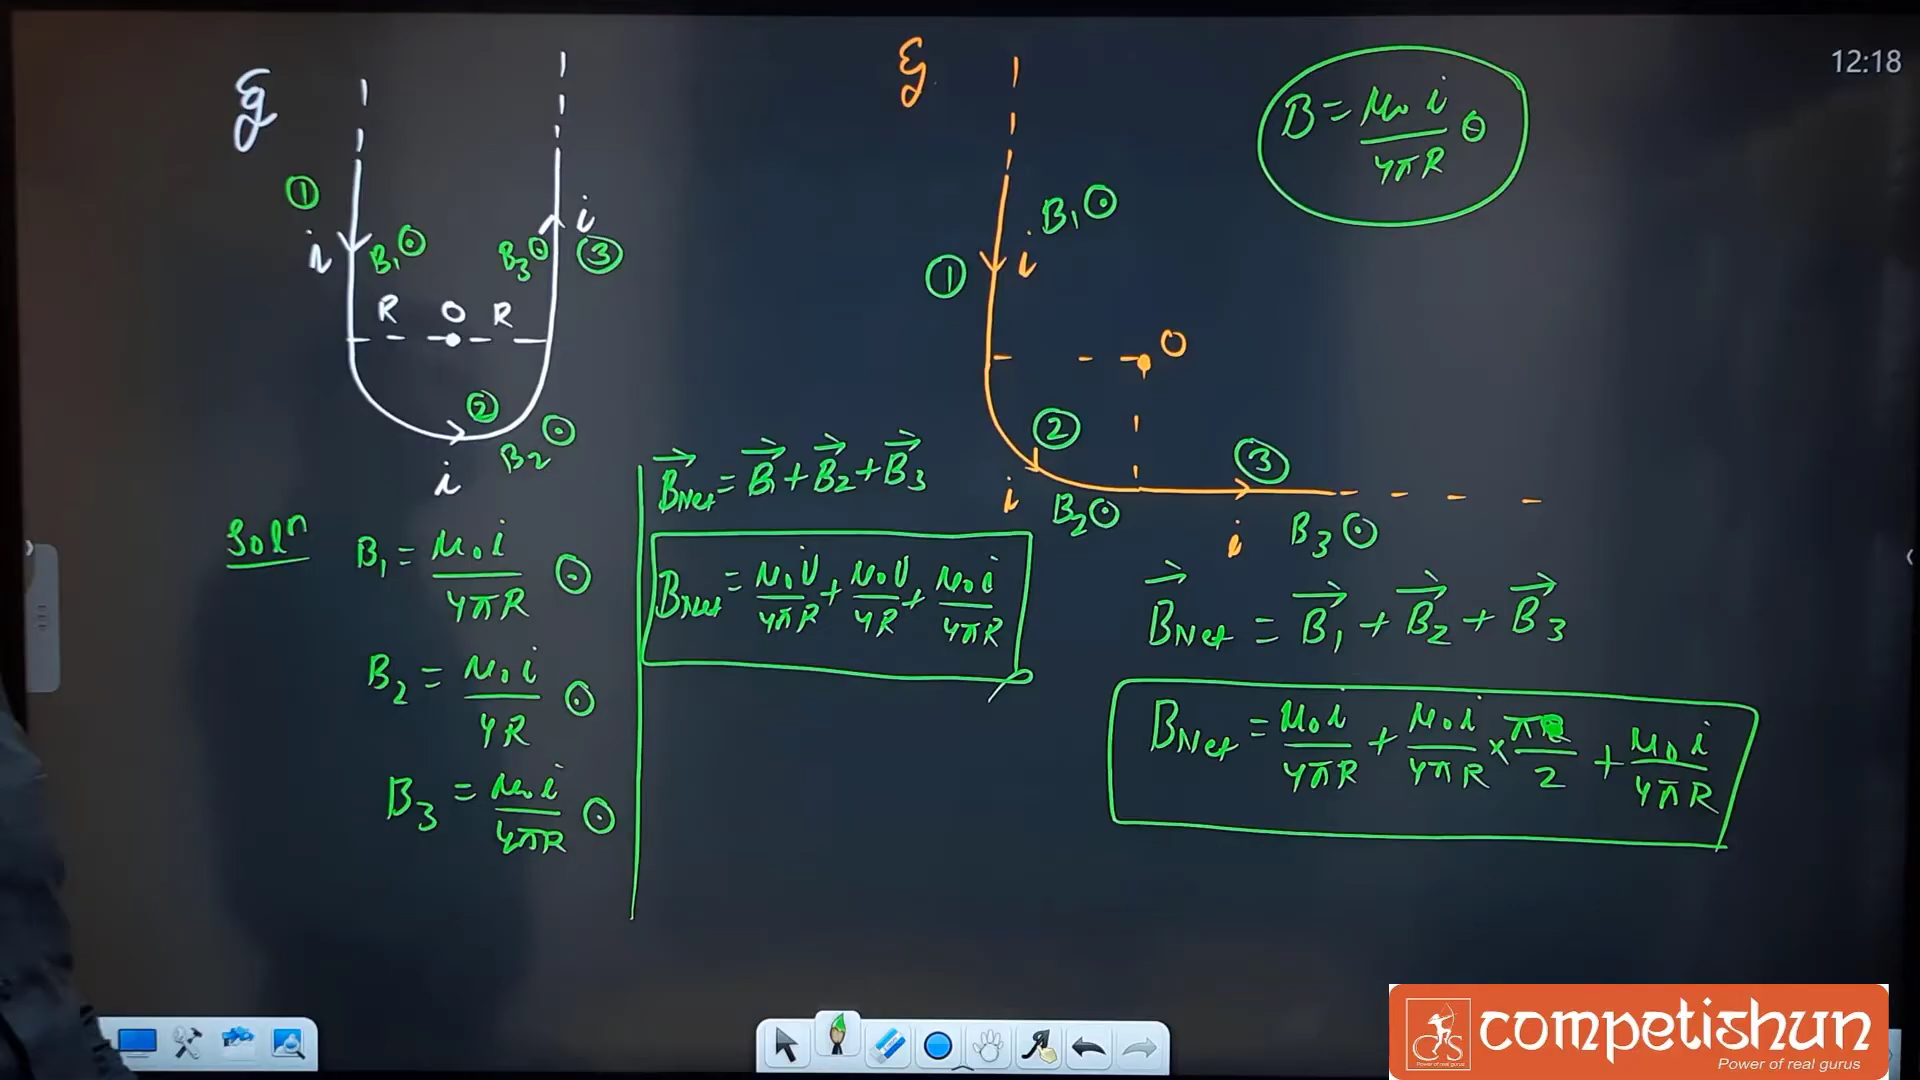 12:18
Eg
① i B₁⊙
B₃⊙ i ③
R O R
② B₂⊙
i
Solⁿ B₁ = μ₀i/4πR ⊙
B₂ = μ₀i/4R ⊙
B₃ = μ₀i/4πR ⊙
B⃗Net = B⃗₁ + B⃗₂ + B⃗₃
BNet = μ₀i/4πR + μ₀i/4R + μ₀i/4πR
Eg
B = μ₀i/4πR θ
① i B₁⊙
O
② i B₂⊙
③ i B₃⊙
B⃗Net = B⃗₁ + B⃗₂ + B⃗₃
BNet = μ₀i/4πR + μ₀i/4πR × π/2 + μ₀i/4πR
competishun
Power of real gurus